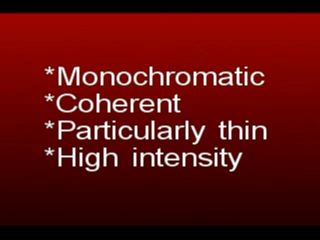 *Monochromatic
*Coherent
*Particularly thin
*High intensity